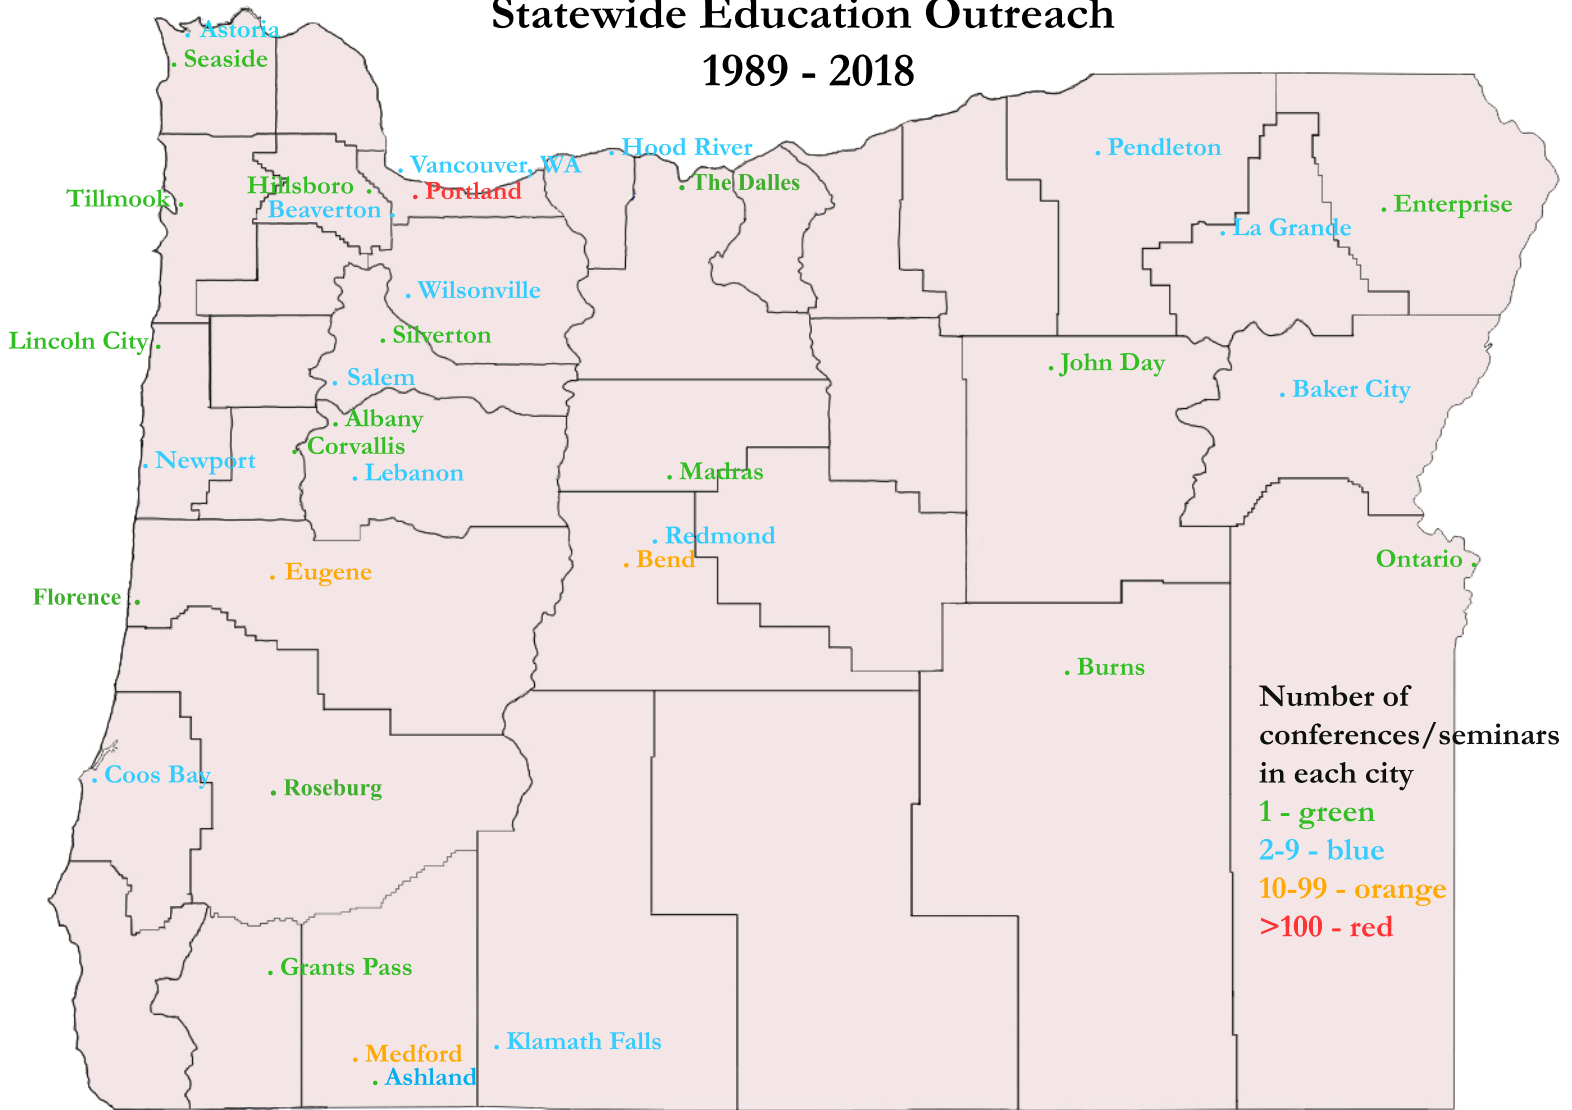 Statewide Education Outreach
1989 - 2018
. Astoria
. Seaside
. Hood River
. Pendleton
. Vancouver, WA
Hillsboro .
. Portland
. The Dalles
Tillmook .
Beaverton .
. Enterprise
. La Grande
. Wilsonville
Lincoln City .
. Silverton
. John Day
. Salem
. Baker City
. Albany
. Corvallis
. Newport
. Lebanon
. Madras
. Redmond
. Bend
Ontario .
. Eugene
Florence .
. Burns
Number of
conferences/seminars
in each city
1 - green
2-9 - blue
10-99 - orange
>100 - red
. Coos Bay
. Roseburg
. Grants Pass
. Klamath Falls
. Medford
. Ashland